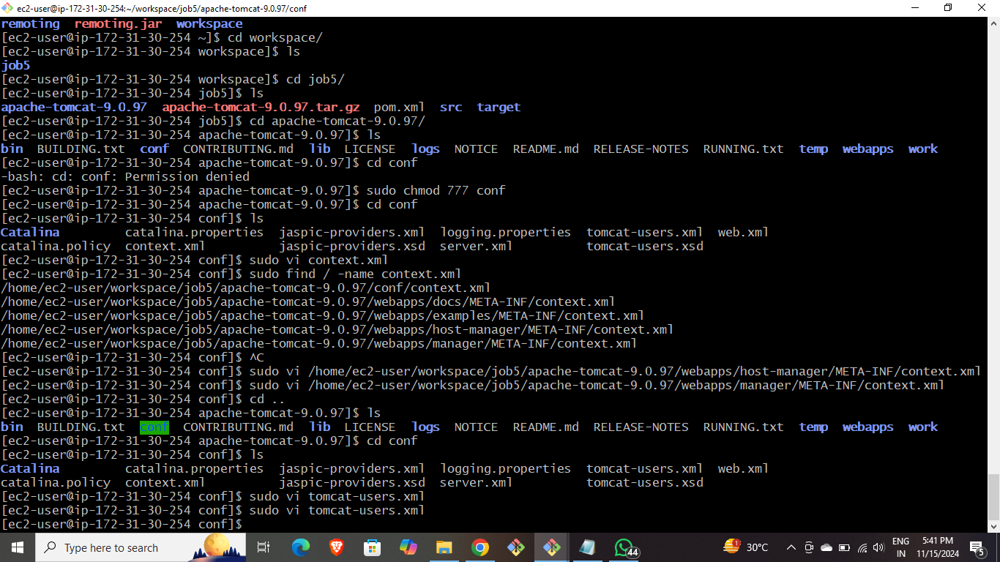 ec2-user@ip-172-31-30-254:~/workspace/job5/apache-tomcat-9.0.97/conf
remoting  remoting.jar  workspace
[ec2-user@ip-172-31-30-254 ~]$ cd workspace/
[ec2-user@ip-172-31-30-254 workspace]$ ls
job5
[ec2-user@ip-172-31-30-254 workspace]$ cd job5/
[ec2-user@ip-172-31-30-254 job5]$ ls
apache-tomcat-9.0.97  apache-tomcat-9.0.97.tar.gz  pom.xml  src  target
[ec2-user@ip-172-31-30-254 job5]$ cd apache-tomcat-9.0.97/
[ec2-user@ip-172-31-30-254 apache-tomcat-9.0.97]$ ls
bin  BUILDING.txt  conf  CONTRIBUTING.md  lib  LICENSE  logs  NOTICE  README.md  RELEASE-NOTES  RUNNING.txt  temp  webapps  work
[ec2-user@ip-172-31-30-254 apache-tomcat-9.0.97]$ cd conf
-bash: cd: conf: Permission denied
[ec2-user@ip-172-31-30-254 apache-tomcat-9.0.97]$ sudo chmod 777 conf
[ec2-user@ip-172-31-30-254 apache-tomcat-9.0.97]$ cd conf
[ec2-user@ip-172-31-30-254 conf]$ ls
Catalina         catalina.properties  jaspic-providers.xml  logging.properties  tomcat-users.xml  web.xml
catalina.policy  context.xml          jaspic-providers.xsd  server.xml          tomcat-users.xsd
[ec2-user@ip-172-31-30-254 conf]$ sudo vi context.xml
[ec2-user@ip-172-31-30-254 conf]$ sudo find / -name context.xml
/home/ec2-user/workspace/job5/apache-tomcat-9.0.97/conf/context.xml
/home/ec2-user/workspace/job5/apache-tomcat-9.0.97/webapps/docs/META-INF/context.xml
/home/ec2-user/workspace/job5/apache-tomcat-9.0.97/webapps/examples/META-INF/context.xml
/home/ec2-user/workspace/job5/apache-tomcat-9.0.97/webapps/host-manager/META-INF/context.xml
/home/ec2-user/workspace/job5/apache-tomcat-9.0.97/webapps/manager/META-INF/context.xml
[ec2-user@ip-172-31-30-254 conf]$ ^C
[ec2-user@ip-172-31-30-254 conf]$ sudo vi /home/ec2-user/workspace/job5/apache-tomcat-9.0.97/webapps/host-manager/META-INF/context.xml
[ec2-user@ip-172-31-30-254 conf]$ sudo vi /home/ec2-user/workspace/job5/apache-tomcat-9.0.97/webapps/manager/META-INF/context.xml
[ec2-user@ip-172-31-30-254 conf]$ cd ..
[ec2-user@ip-172-31-30-254 apache-tomcat-9.0.97]$ ls
bin  BUILDING.txt  conf  CONTRIBUTING.md  lib  LICENSE  logs  NOTICE  README.md  RELEASE-NOTES  RUNNING.txt  temp  webapps  work
[ec2-user@ip-172-31-30-254 apache-tomcat-9.0.97]$ cd conf
[ec2-user@ip-172-31-30-254 conf]$ ls
Catalina         catalina.properties  jaspic-providers.xml  logging.properties  tomcat-users.xml  web.xml
catalina.policy  context.xml          jaspic-providers.xsd  server.xml          tomcat-users.xsd
[ec2-user@ip-172-31-30-254 conf]$ sudo vi tomcat-users.xml
[ec2-user@ip-172-31-30-254 conf]$ sudo vi tomcat-users.xml
[ec2-user@ip-172-31-30-254 conf]$
Type here to search
44
1
30°C
ENG
IN
5:41 PM
11/15/2024
5